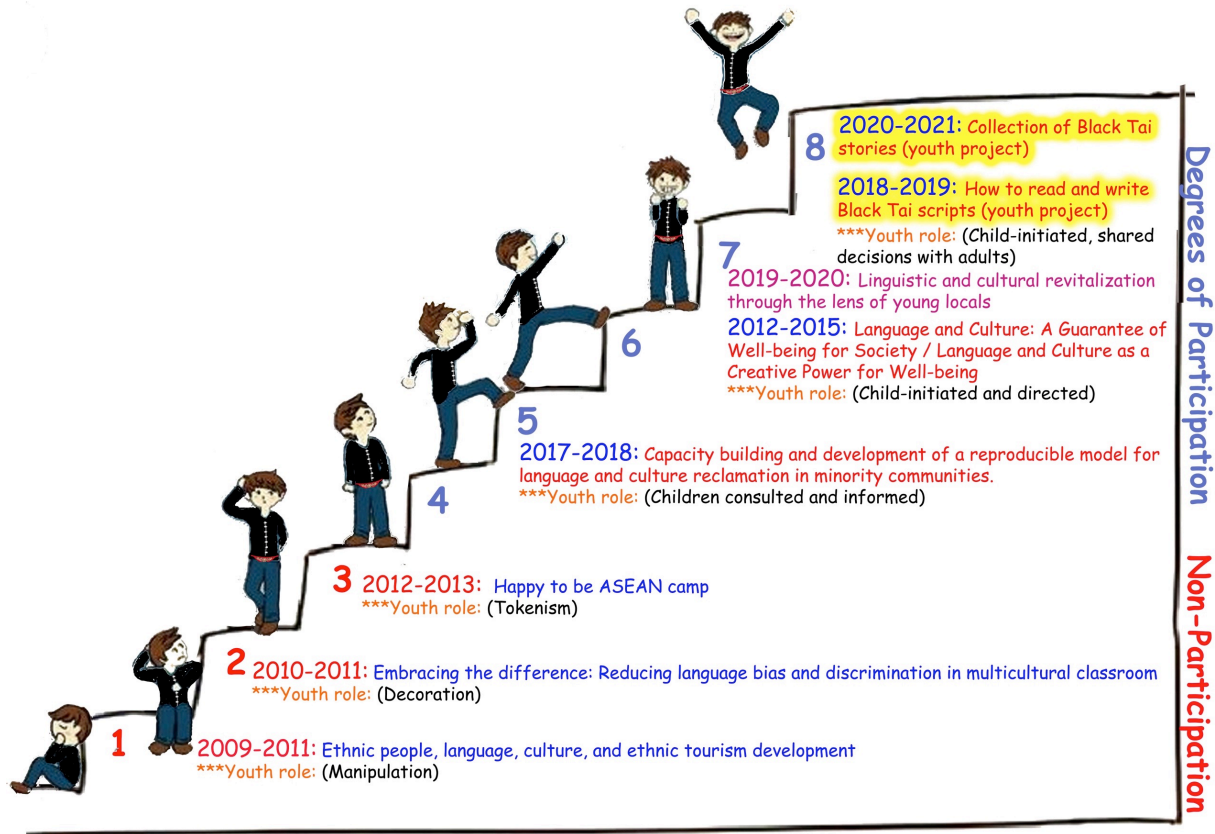 8
2020-2021: Collection of Black Tai
stories (youth project)
2018-2019: How to read and write
Black Tai scripts (youth project)
***Youth role: (Child-initiated, shared
decisions with adults)
7
2019-2020: Linguistic and cultural revitalization
through the lens of young locals
2012-2015: Language and Culture: A Guarantee of
Well-being for Society / Language and Culture as a
Creative Power for Well-being
***Youth role: (Child-initiated and directed)
6
5
2017-2018: Capacity building and development of a reproducible model for
language and culture reclamation in minority communities.
***Youth role: (Children consulted and informed)
4
3 2012-2013: Happy to be ASEAN camp
***Youth role: (Tokenism)
2 2010-2011: Embracing the difference: Reducing language bias and discrimination in multicultural classroom
***Youth role: (Decoration)
1 2009-2011: Ethnic people, language, culture, and ethnic tourism development
***Youth role: (Manipulation)
Degrees of Participation
Non-Participation